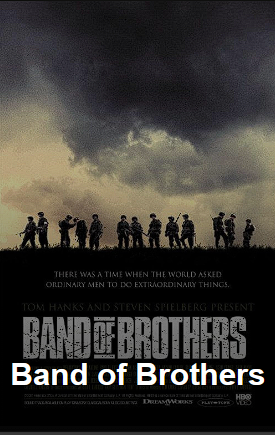 THERE WAS A TIME WHEN THE WORLD ASKED
ORDINARY MEN TO DO EXTRAORDINARY THINGS.
TOM HANKS AND STEVEN SPIELBERG PRESENT
BAND OF BROTHERS
Band of Brothers
DREAMWORKS
PLAYTONE
HBO